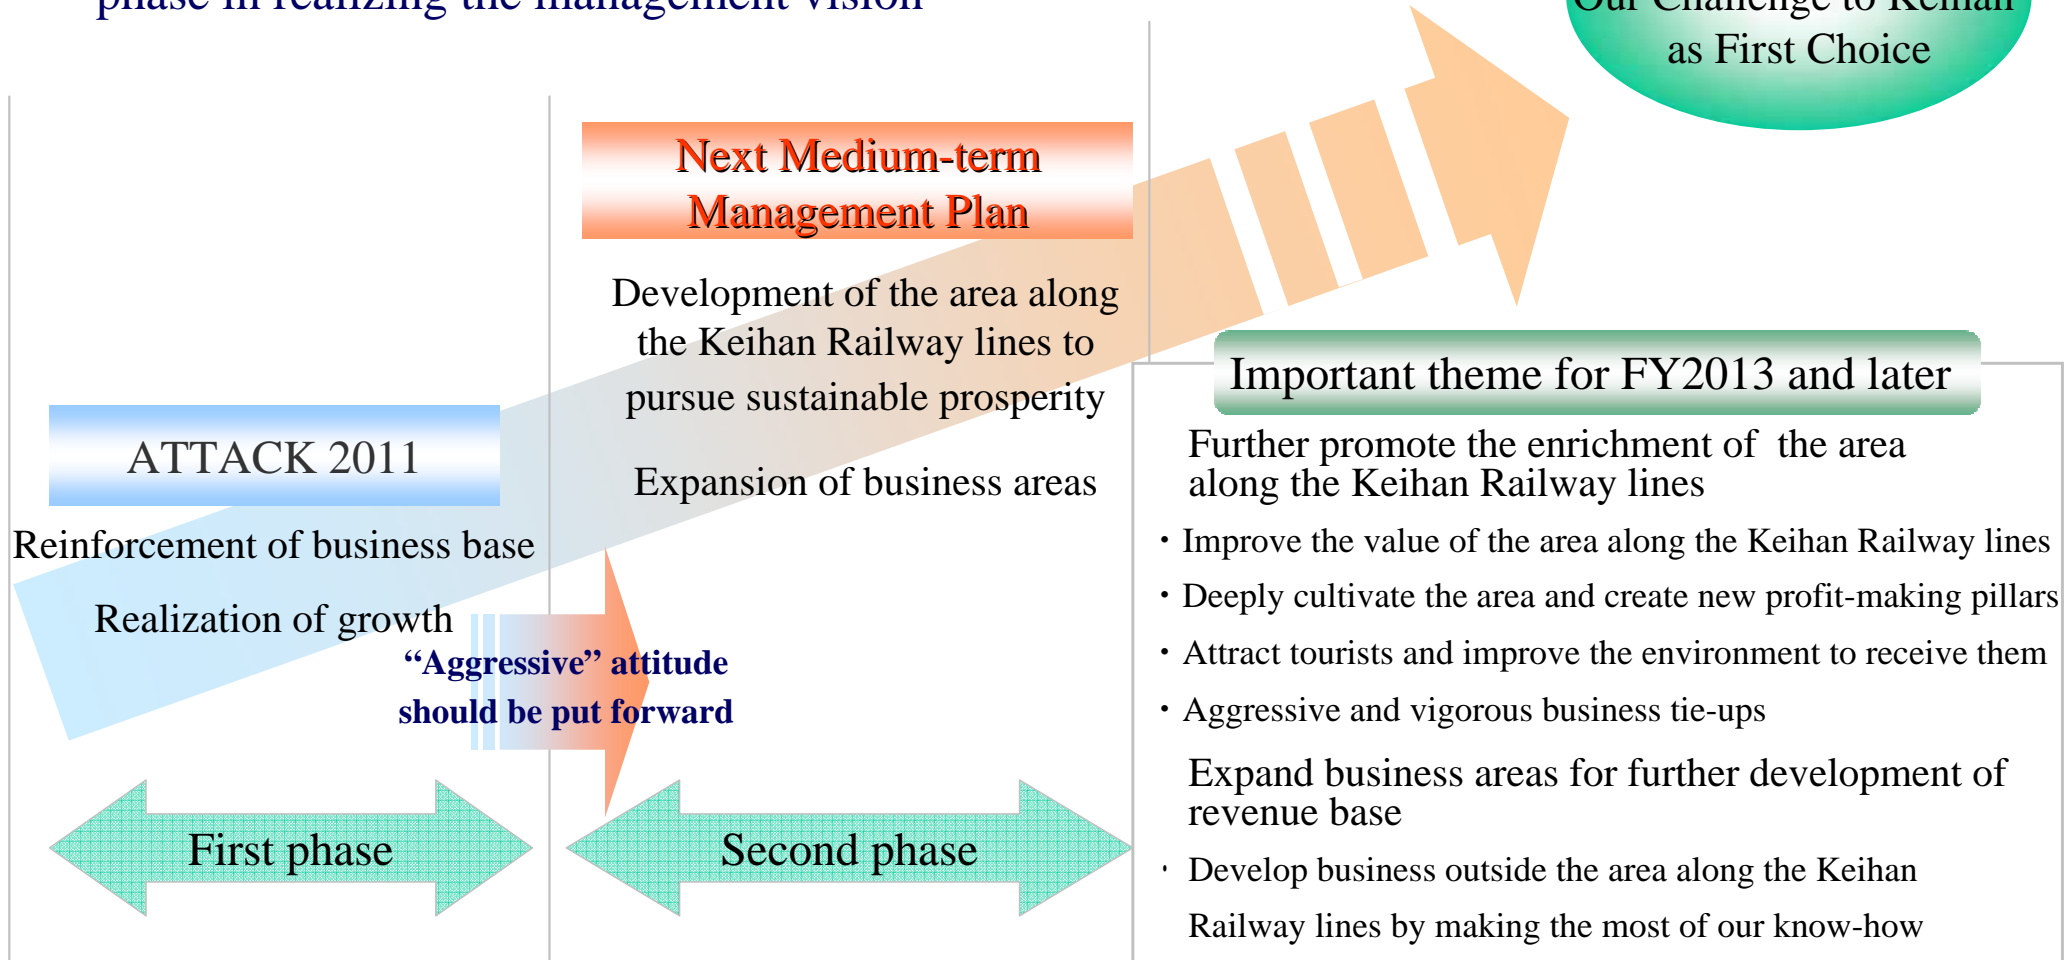 phase in realizing the management vision
Our Challenge to Keihan
as First Choice
Next Medium-term
Management Plan
Development of the area along
the Keihan Railway lines to
pursue sustainable prosperity
Expansion of business areas
ATTACK 2011
Reinforcement of business base
Realization of growth
“Aggressive” attitude
should be put forward
First phase
Second phase
Important theme for FY2013 and later
Further promote the enrichment of the area
along the Keihan Railway lines
・Improve the value of the area along the Keihan Railway lines
・Deeply cultivate the area and create new profit-making pillars
・Attract tourists and improve the environment to receive them
・Aggressive and vigorous business tie-ups
Expand business areas for further development of
revenue base
・Develop business outside the area along the Keihan
Railway lines by making the most of our know-how